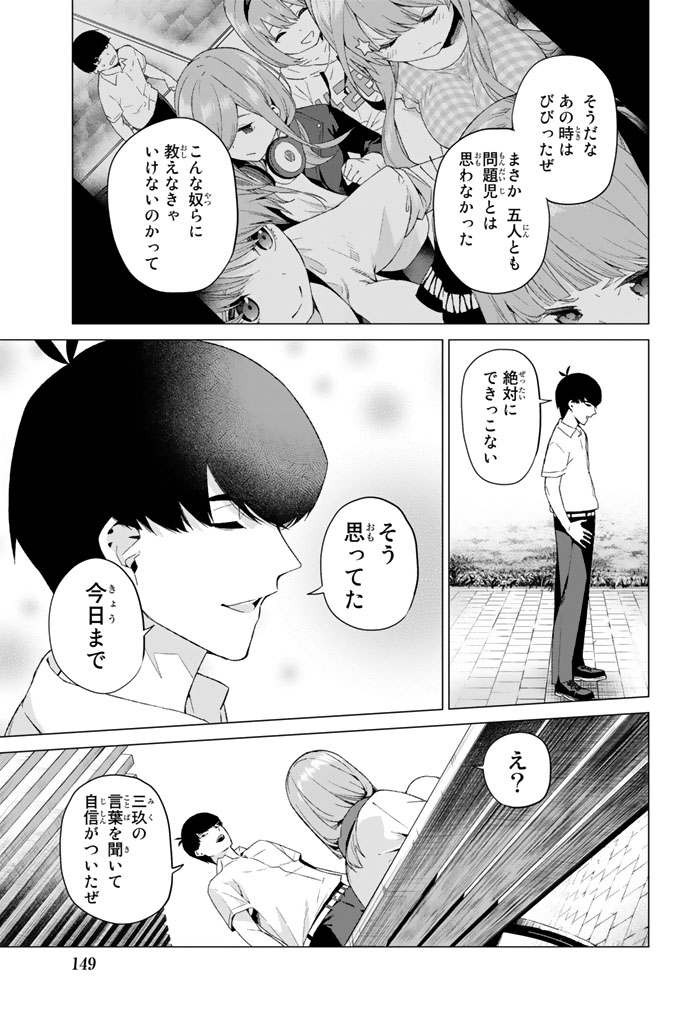 そうだな
あの時は
びびったぜ
まさか 五人とも
問題児とは
思わなかった
こんな奴らに
教えなきゃ
いけないのかって
絶対に
できっこない
そう
思ってた
今日まで
え?
三玖の
言葉を聞いて
自信がついたぜ
149